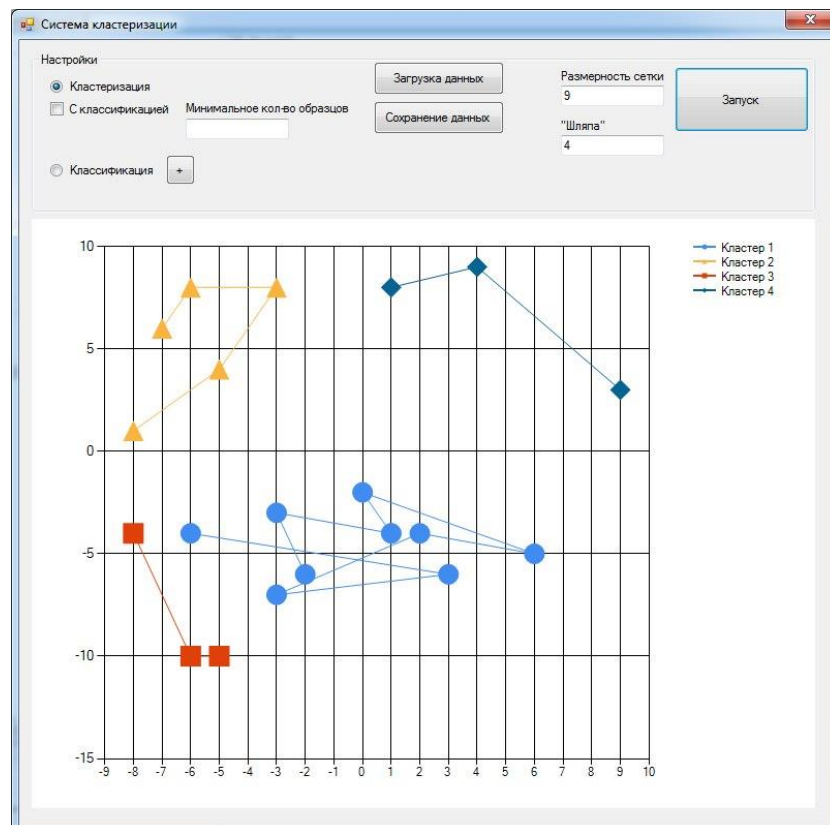 Система кластеризации
Настройки
Кластеризация
С классификацией
Минимальное кол-во образцов
Классификация
+
Загрузка данных
Сохранение данных
Размерность сетки
9
"Шляпа"
4
Запуск
10
5
0
-5
-10
-15
-9 -8 -7 -6 -5 -4 -3 -2 -1 0 1 2 3 4 5 6 7 8 9 10
Кластер 1
Кластер 2
Кластер 3
Кластер 4